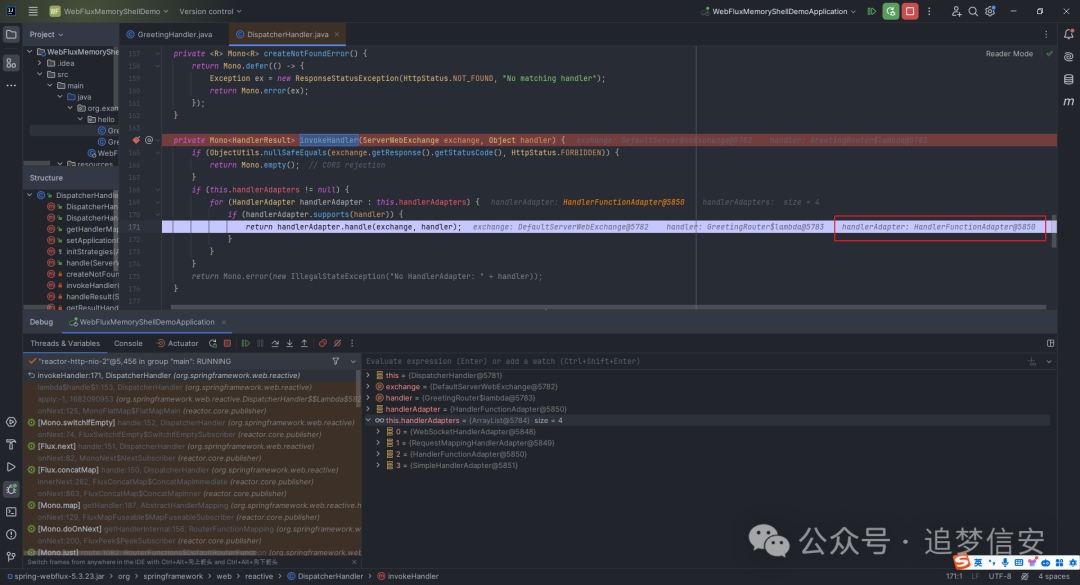 WF WebFluxMemoryShellDemo Version control
WebFluxMemoryShellDemoApplication
Project
WebFluxMemoryShe
.idea
src
main
java
org.exam
hello
Gre
Gre
WebF
resources
Structure
DispatcherHandle
DispatcherHandl
DispatcherHandl
getHandlerMap
setApplication
initStrategies(A
handle(Server
createNotFoun
invokeHandler(
handleResult(S
getResultHandl
GreetingHandler.java DispatcherHandler.java
Reader Mode
157 private <R> Mono<R> createNotFoundError() {
158 return Mono.defer(() -> {
159 Exception ex = new ResponseStatusException(HttpStatus.NOT_FOUND, "No matching handler");
160 return Mono.error(ex);
161 });
162 }
163
private Mono<HandlerResult> invokeHandler(ServerWebExchange exchange, Object handler) { exchange: DefaultServerWebExchange@5782 handler: GreetingRouter$lambda@5783
165 if (ObjectUtils.nullSafeEquals(exchange.getResponse().getStatusCode(), HttpStatus.FORBIDDEN)) {
166 return Mono.empty(); // CORS rejection
167 }
168 if (this.handlerAdapters != null) {
169 for (HandlerAdapter handlerAdapter : this.handlerAdapters) { handlerAdapter: HandlerFunctionAdapter@5850 handlerAdapters: size = 4
170 if (handlerAdapter.supports(handler)) {
171 return handlerAdapter.handle(exchange, handler); exchange: DefaultServerWebExchange@5782 handler: GreetingRouter$lambda@5783 handlerAdapter: HandlerFunctionAdapter@5850
172 }
173 }
174 }
175 return Mono.error(new IllegalStateException("No HandlerAdapter: " + handler));
176 }
177
Debug WebFluxMemoryShellDemoApplication
Threads & Variables Console Actuator
"reactor-http-nio-2"@5,456 in group "main": RUNNING
invokeHandler:171, DispatcherHandler (org.springframework.web.reactive)
lambda$handle$1:153, DispatcherHandler (org.springframework.web.reactive)
apply:-1, 1682090953 (org.springframework.web.reactive.DispatcherHandler$$Lambda$582
onNext:125, MonoFlatMap$FlatMapMain (reactor.core.publisher)
[Mono.switchIfEmpty] handle:152, DispatcherHandler (org.springframework.web.reactive)
onNext:74, FluxSwitchIfEmpty$SwitchIfEmptySubscriber (reactor.core.publisher)
[Flux.next] handle:151, DispatcherHandler (org.springframework.web.reactive)
onNext:82, MonoNext$NextSubscriber (reactor.core.publisher)
[Flux.concatMap] handle:150, DispatcherHandler (org.springframework.web.reactive)
innerNext:282, FluxConcatMap$ConcatMapImmediate (reactor.core.publisher)
onNext:863, FluxConcatMap$ConcatMapInner (reactor.core.publisher)
[Mono.map] getHandler:187, AbstractHandlerMapping (org.springframework.web.reactive.h
onNext:129, FluxMapFuseable$MapFuseableSubscriber (reactor.core.publisher)
[Mono.doOnNext] getHandlerInternal:158, RouterFunctionMapping (org.springframework.w
onNext:200, FluxPeek$PeekSubscriber (reactor.core.publisher)
Switch frames from anywhere in the IDE with Ctrl+Alt+向上箭头 and Ctrl+Alt+向下箭头
Evaluate expression (Enter) or add a watch (Ctrl+Shift+Enter)
this = {DispatcherHandler@5781}
exchange = {DefaultServerWebExchange@5782}
handler = {GreetingRouter$lambda@5783}
handlerAdapter = {HandlerFunctionAdapter@5850}
this.handlerAdapters = {ArrayList@5784} size = 4
0 = {WebSocketHandlerAdapter@5848}
1 = {RequestMappingHandlerAdapter@5849}
2 = {HandlerFunctionAdapter@5850}
3 = {SimpleHandlerAdapter@5851}
公众号 · 追梦信安
S 英
spring-webflux-5.3.23.jar org springframework web reactive DispatcherHandler invokeHandler
171:1 LF UTF-8 4 spaces